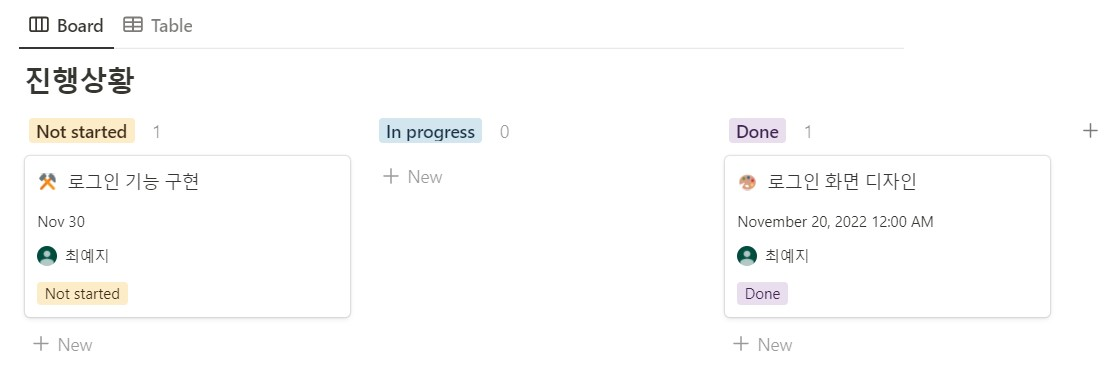 Board Table
진행상황
Not started 1 In progress 0 Done 1
로그인 기능 구현
Nov 30
최예지
Not started
New
New
로그인 화면 디자인
November 20, 2022 12:00 AM
최예지
Done
New